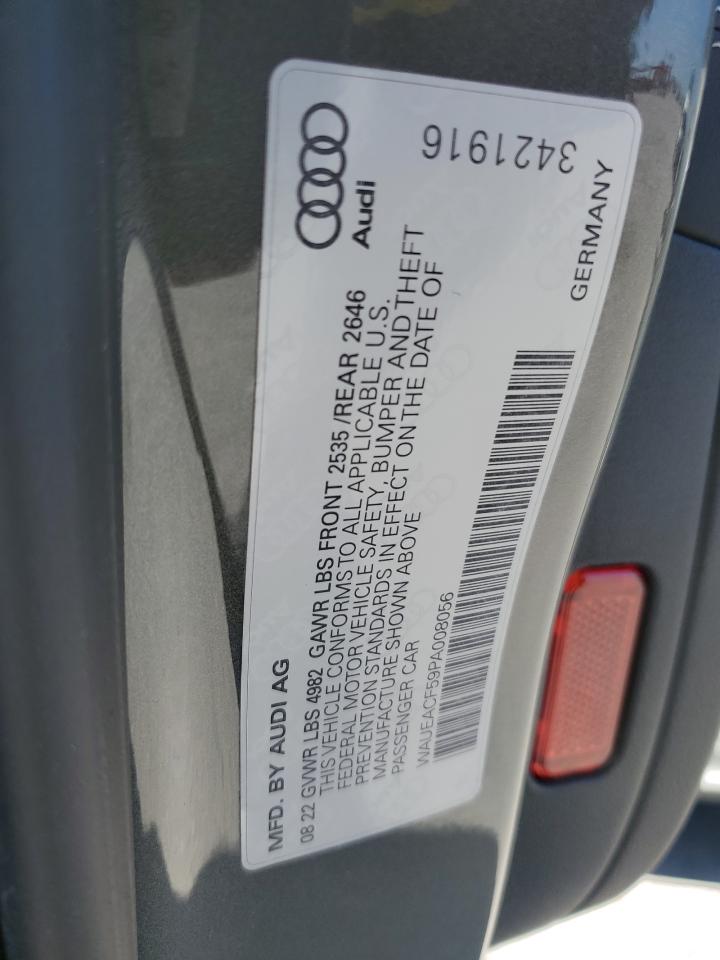 MFD. BY AUDI AG
08 22 GVWR LBS 4982 GAWR LBS FRONT 2535 /REAR 2646
THIS VEHICLE CONFORMS TO ALL APPLICABLE U.S.
FEDERAL MOTOR VEHICLE SAFETY, BUMPER AND THEFT
PREVENTION STANDARDS IN EFFECT ON THE DATE OF
MANUFACTURE SHOWN ABOVE
PASSENGER CAR
WAUEACF59PA008056
Audi
3421916
GERMANY